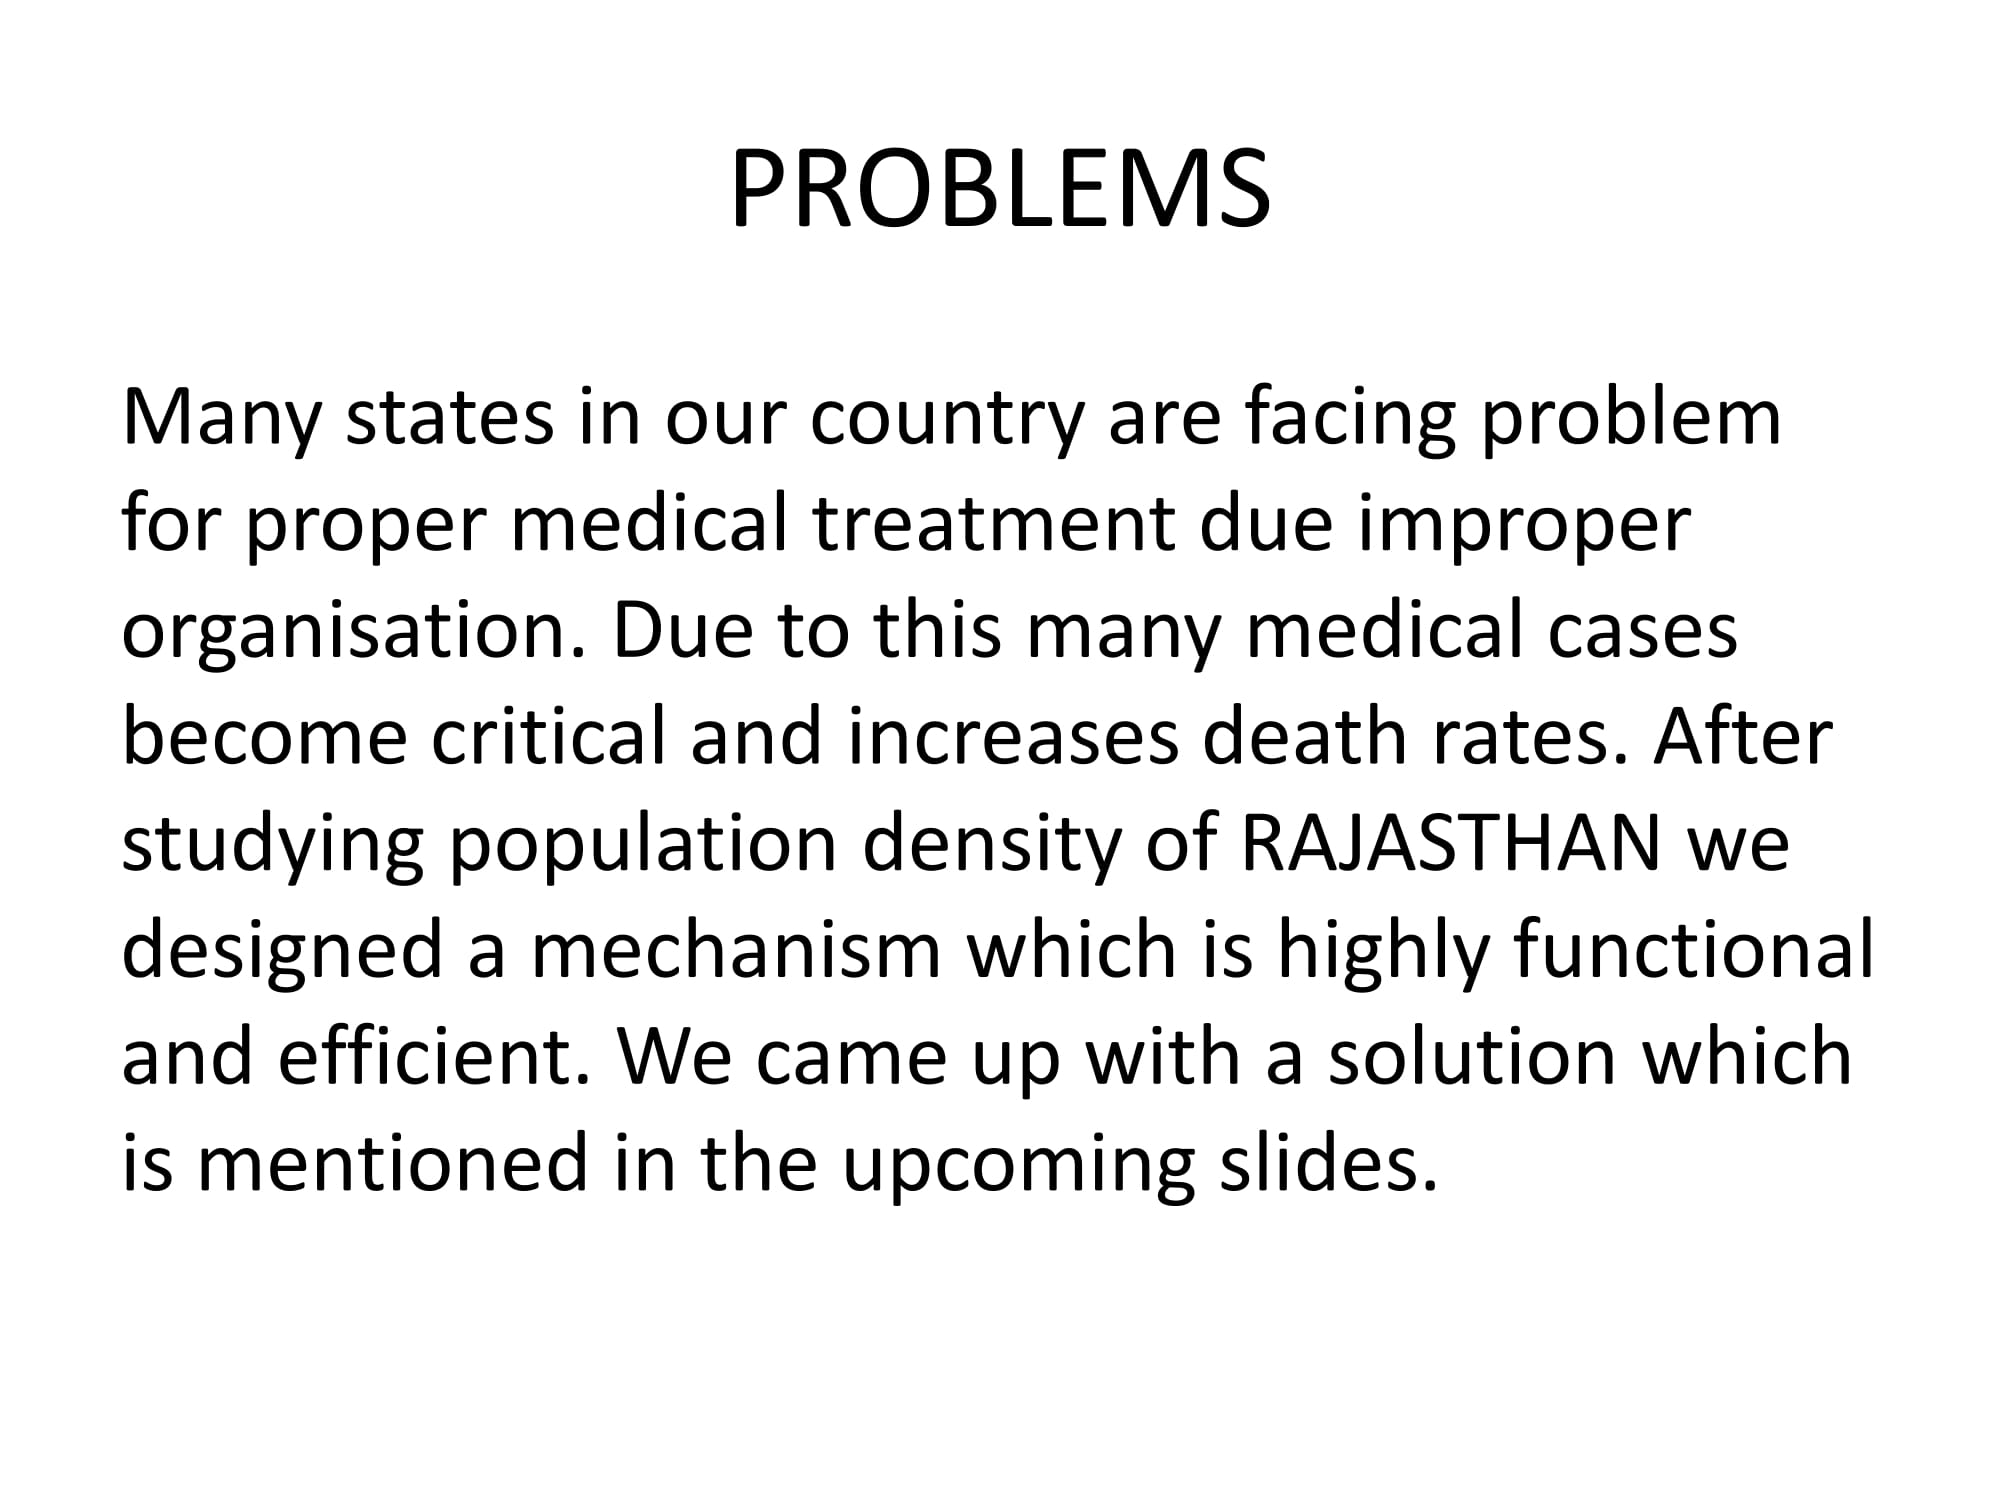 PROBLEMS
Many states in our country are facing problem
for proper medical treatment due improper
organisation. Due to this many medical cases
become critical and increases death rates. After
studying population density of RAJASTHAN we
designed a mechanism which is highly functional
and efficient. We came up with a solution which
is mentioned in the upcoming slides.